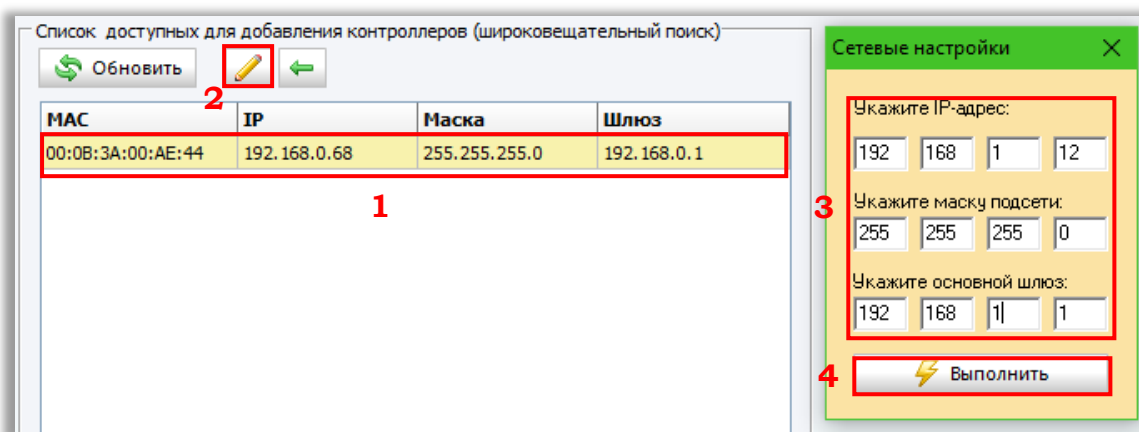 Список доступных для добавления контроллеров (широковещательный поиск)
Обновить
2
MAC IP Маска Шлюз
00:0B:3A:00:AE:44 192.168.0.68 255.255.255.0 192.168.0.1
1
Сетевые настройки
Укажите IP-адрес:
192 168 1 12
3
Укажите маску подсети:
255 255 255 0
Укажите основной шлюз:
192 168 1 1
4
Выполнить